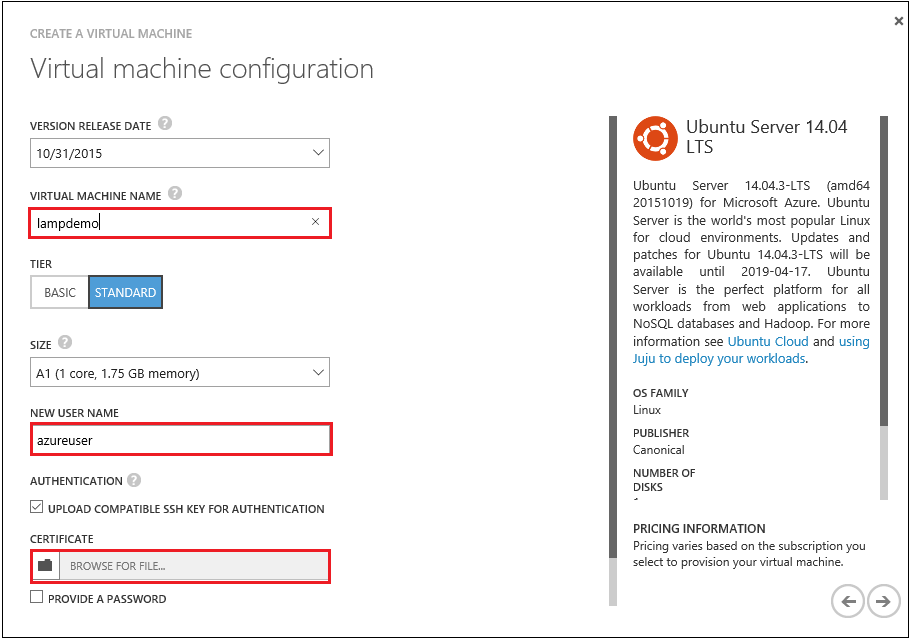 CREATE A VIRTUAL MACHINE
Virtual machine configuration
VERSION RELEASE DATE ?
10/31/2015
VIRTUAL MACHINE NAME ?
lampdemo
TIER
BASIC STANDARD
SIZE ?
A1 (1 core, 1.75 GB memory)
NEW USER NAME
azureuser
AUTHENTICATION ?
UPLOAD COMPATIBLE SSH KEY FOR AUTHENTICATION
CERTIFICATE
BROWSE FOR FILE...
PROVIDE A PASSWORD
Ubuntu Server 14.04
LTS
Ubuntu Server 14.04.3-LTS (amd64
20151019) for Microsoft Azure. Ubuntu
Server is the world's most popular Linux
for cloud environments. Updates and
patches for Ubuntu 14.04.3-LTS will be
available until 2019-04-17. Ubuntu
Server is the perfect platform for all
workloads from web applications to
NoSQL databases and Hadoop. For more
information see Ubuntu Cloud and using
Juju to deploy your workloads.
OS FAMILY
Linux
PUBLISHER
Canonical
NUMBER OF
DISKS
PRICING INFORMATION
Pricing varies based on the subscription you
select to provision your virtual machine.